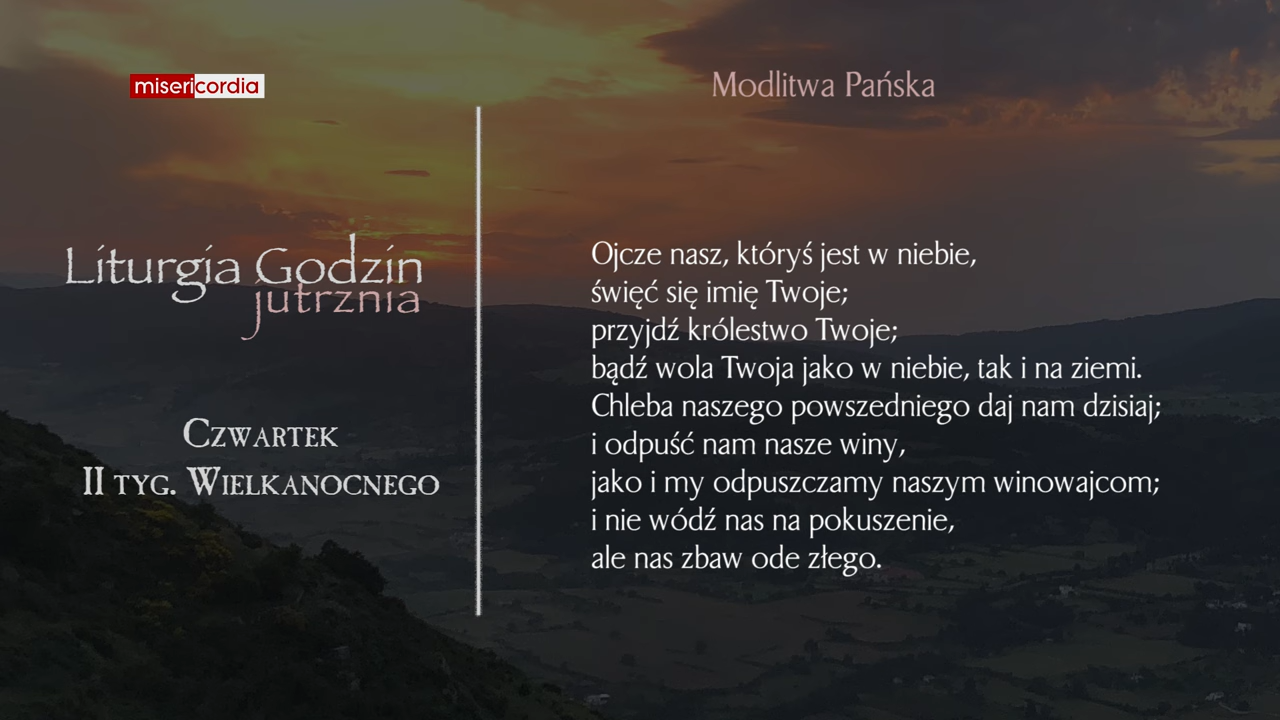 misericordia
Liturgia Godzin
jutrznia
Czwartek
II tyg. Wielkanocnego
Modlitwa Pańska
Ojcze nasz, któryś jest w niebie,
święć się imię Twoje;
przyjdź królestwo Twoje;
bądź wola Twoja jako w niebie, tak i na ziemi.
Chleba naszego powszedniego daj nam dzisiaj;
i odpuść nam nasze winy,
jako i my odpuszczamy naszym winowajcom;
i nie wódź nas na pokuszenie,
ale nas zbaw ode złego.